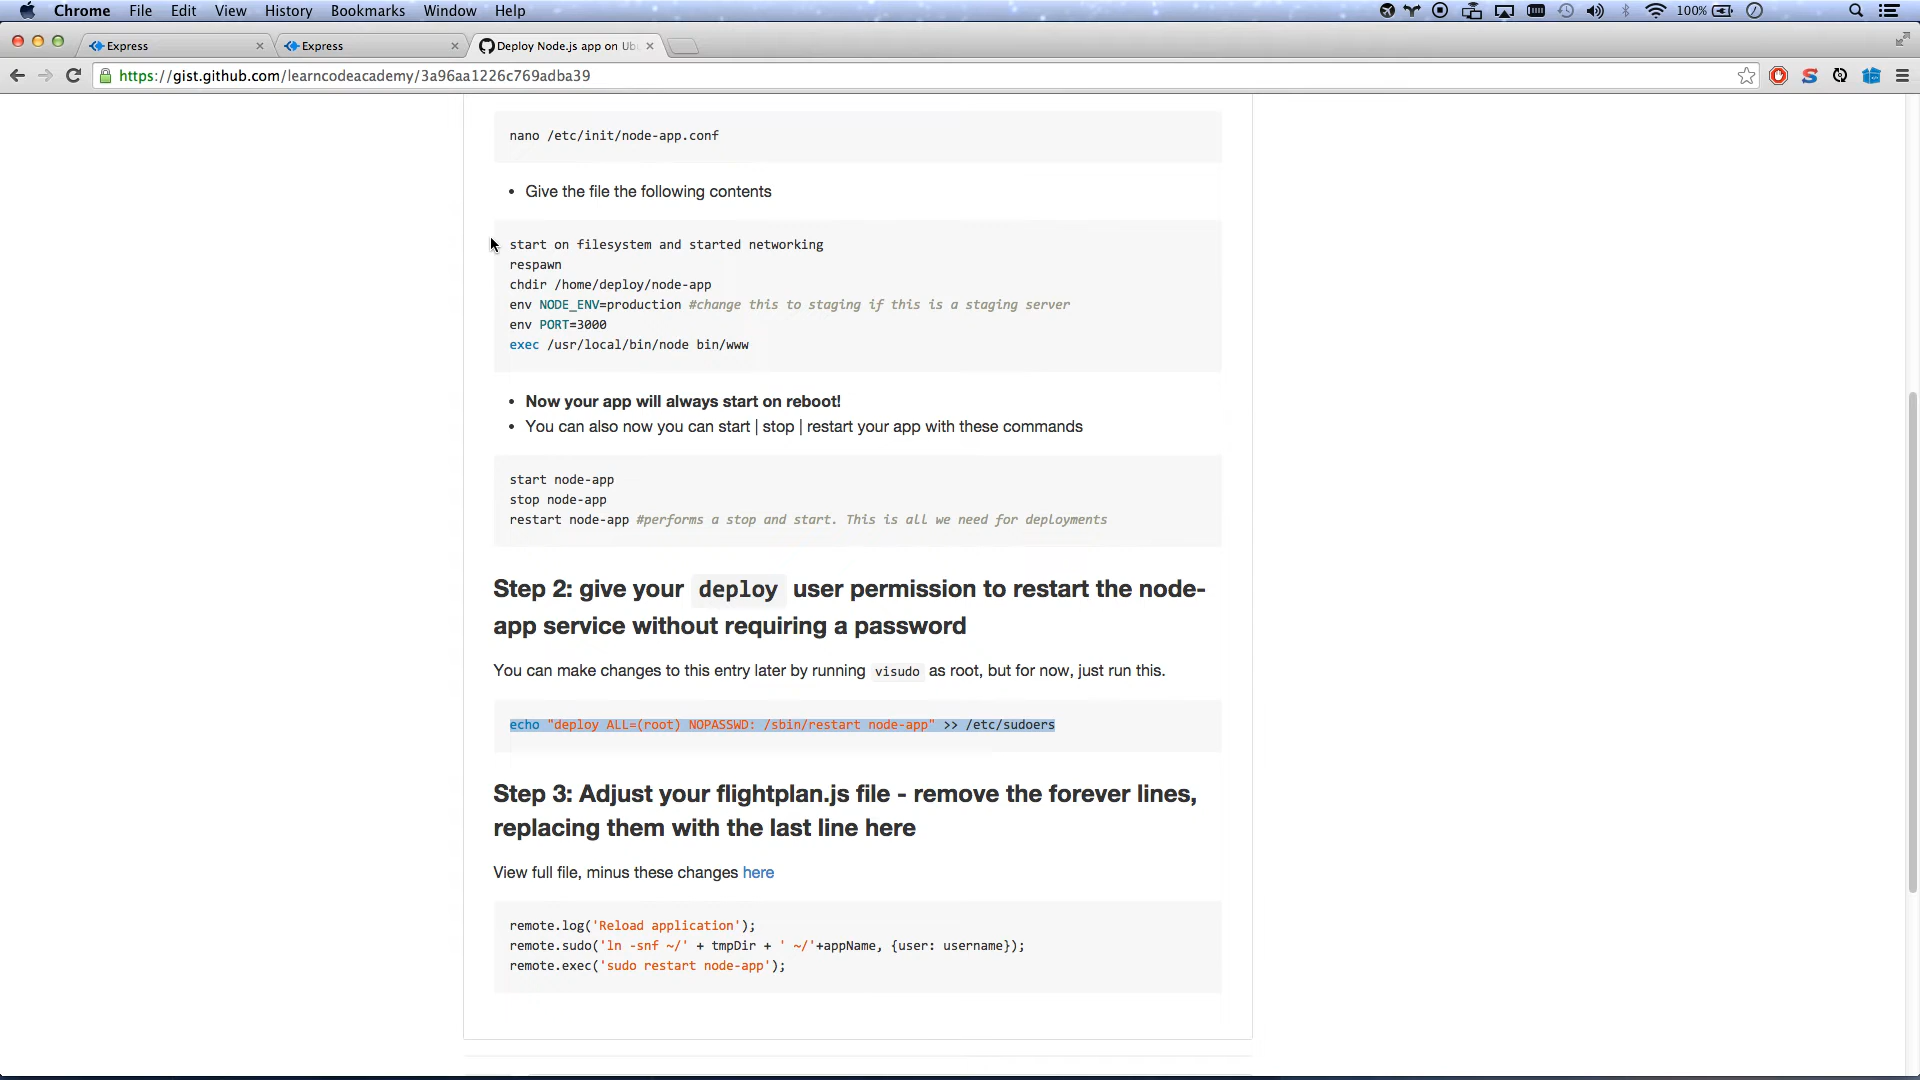 Chrome File Edit View History Bookmarks Window Help 100%
Express Express Deploy Node.js app on Ub
https://gist.github.com/learncodeacademy/3a96aa1226c769adba39
nano /etc/init/node-app.conf
• Give the file the following contents
start on filesystem and started networking
respawn
chdir /home/deploy/node-app
env NODE_ENV=production #change this to staging if this is a staging server
env PORT=3000
exec /usr/local/bin/node bin/www
• Now your app will always start on reboot!
• You can also now you can start | stop | restart your app with these commands
start node-app
stop node-app
restart node-app #performs a stop and start. This is all we need for deployments
Step 2: give your deploy user permission to restart the node-
app service without requiring a password
You can make changes to this entry later by running visudo as root, but for now, just run this.
echo "deploy ALL=(root) NOPASSWD: /sbin/restart node-app" >> /etc/sudoers
Step 3: Adjust your flightplan.js file - remove the forever lines,
replacing them with the last line here
View full file, minus these changes here
remote.log('Reload application');
remote.sudo('ln -snf ~/' + tmpDir + ' ~/'+appName, {user: username});
remote.exec('sudo restart node-app');